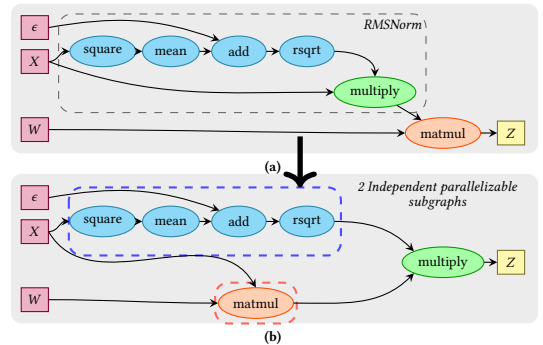 ϵ
RMSNorm
X
square
mean
add
rsqrt
multiply
W
matmul
Z
(a)
2 Independent parallelizable
subgraphs
ϵ
X
square
mean
add
rsqrt
multiply
Z
W
matmul
(b)